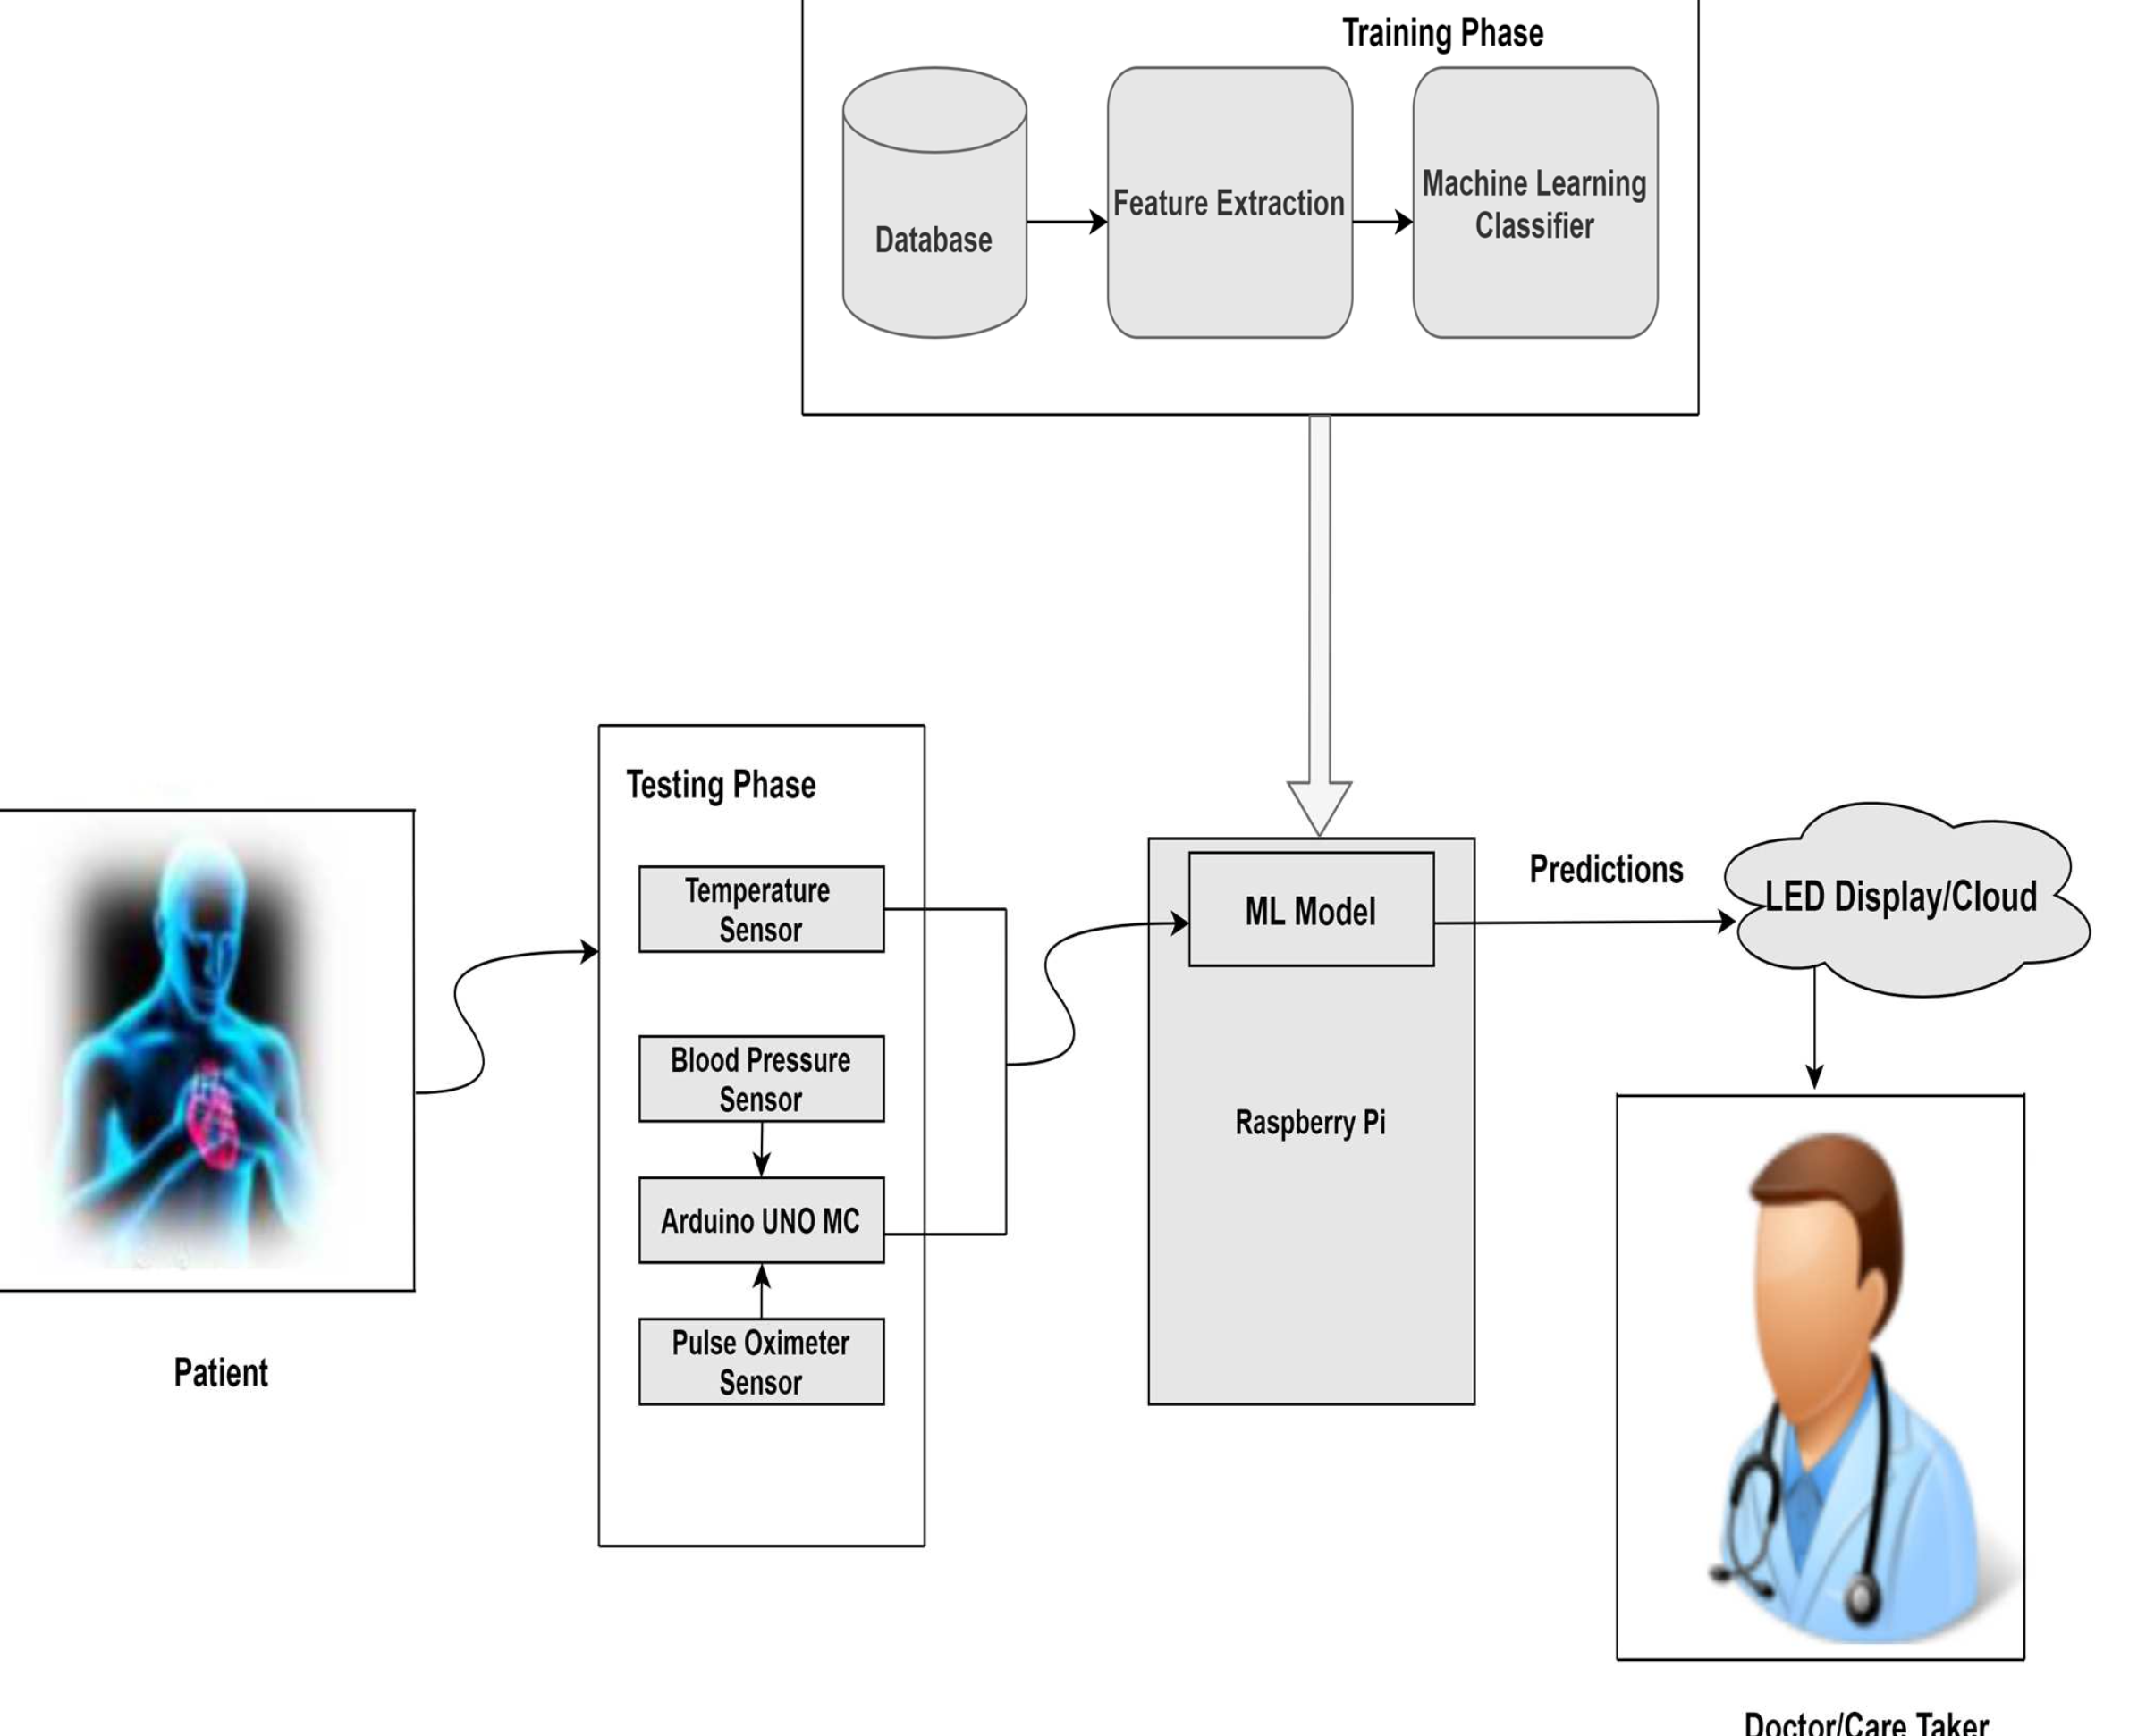 Training Phase
Database
Feature Extraction
Machine Learning
Classifier
Testing Phase
Temperature
Sensor
Blood Pressure
Sensor
Arduino UNO MC
Pulse Oximeter
Sensor
ML Model
Raspberry Pi
Predictions
LED Display/Cloud
Patient
Doctor/Care Taker